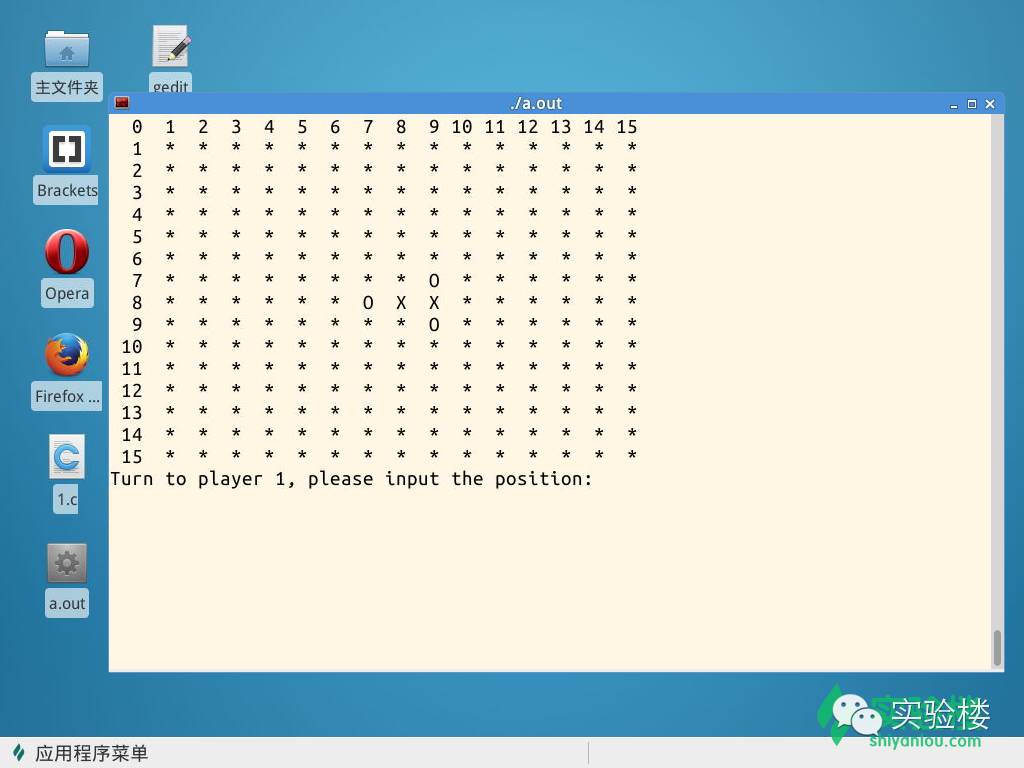 主文件夹
gedit
Brackets
Opera
Firefox ...
1.c
a.out
./a.out
0 1 2 3 4 5 6 7 8 9 10 11 12 13 14 15
1 * * * * * * * * * * * * * * *
2 * * * * * * * * * * * * * * *
3 * * * * * * * * * * * * * * *
4 * * * * * * * * * * * * * * *
5 * * * * * * * * * * * * * * *
6 * * * * * * * * * * * * * * *
7 * * * * * * * * O * * * * * *
8 * * * * * * O X X * * * * * *
9 * * * * * * * * O * * * * * *
10 * * * * * * * * * * * * * * *
11 * * * * * * * * * * * * * * *
12 * * * * * * * * * * * * * * *
13 * * * * * * * * * * * * * * *
14 * * * * * * * * * * * * * * *
15 * * * * * * * * * * * * * * *
Turn to player 1, please input the position:
实验楼
shiyanlou.com
应用程序菜单